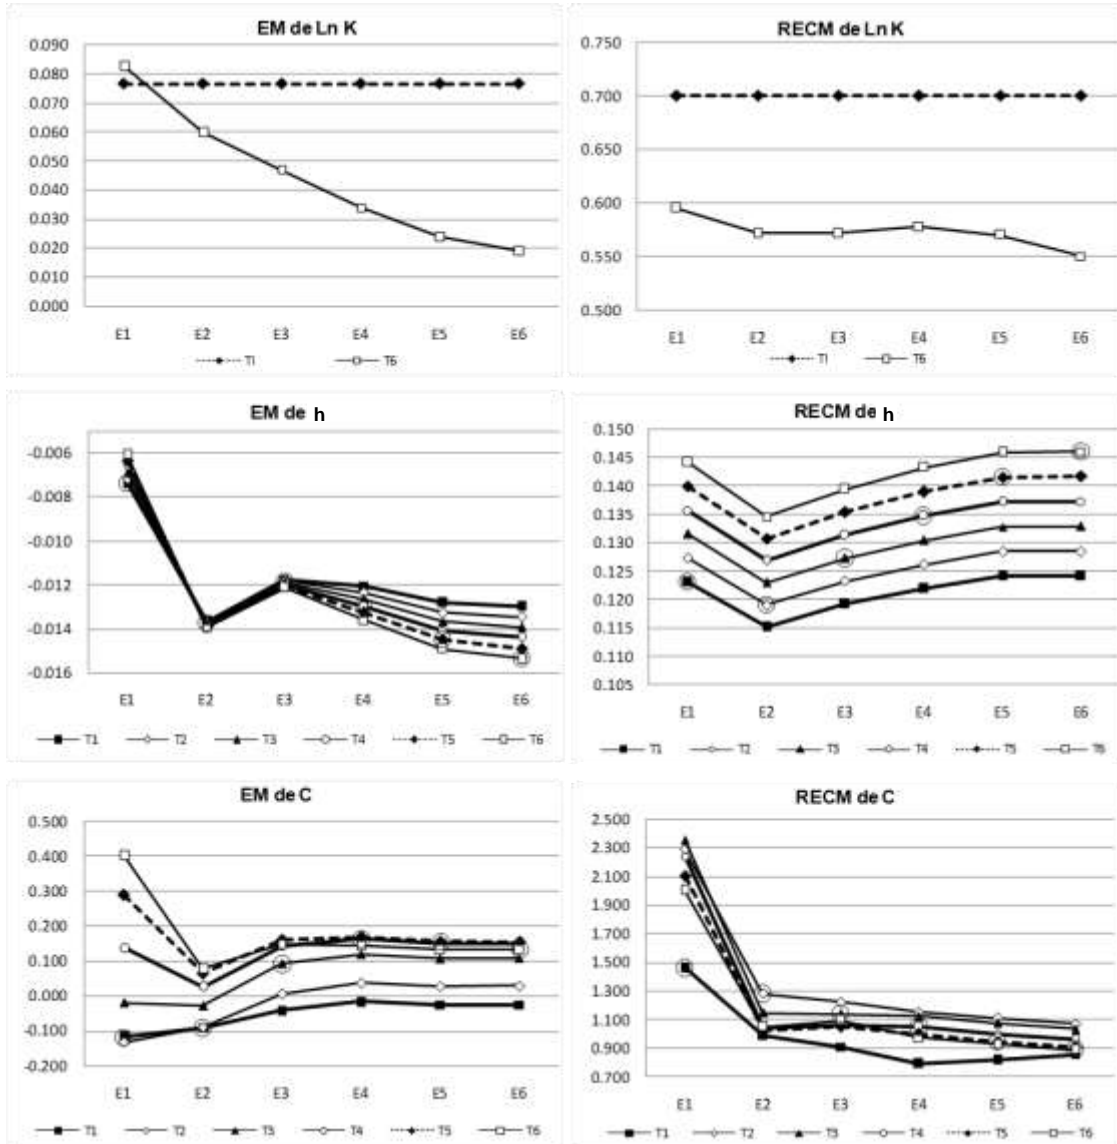 EM de Ln K
0.090
0.080
0.070
0.060
0.050
0.040
0.030
0.020
0.010
0.000
E1 E2 E3 E4 E5 E6
TI T6
RECM de Ln K
0.750
0.700
0.650
0.600
0.550
0.500
E1 E2 E3 E4 E5 E6
TI T6
EM de h
-0.006
-0.008
-0.010
-0.012
-0.014
-0.016
E1 E2 E3 E4 E5 E6
T1 T2 T3 T4 T5 T6
RECM de h
0.150
0.145
0.140
0.135
0.130
0.125
0.120
0.115
0.110
0.105
E1 E2 E3 E4 E5 E6
T1 T2 T3 T4 T5 T6
EM de C
0.500
0.400
0.300
0.200
0.100
0.000
-0.100
-0.200
E1 E2 E3 E4 E5 E6
T1 T2 T3 T4 T5 T6
RECM de C
2.500
2.300
2.100
1.900
1.700
1.500
1.300
1.100
0.900
0.700
E1 E2 E3 E4 E5 E6
T1 T2 T3 T4 T5 T6